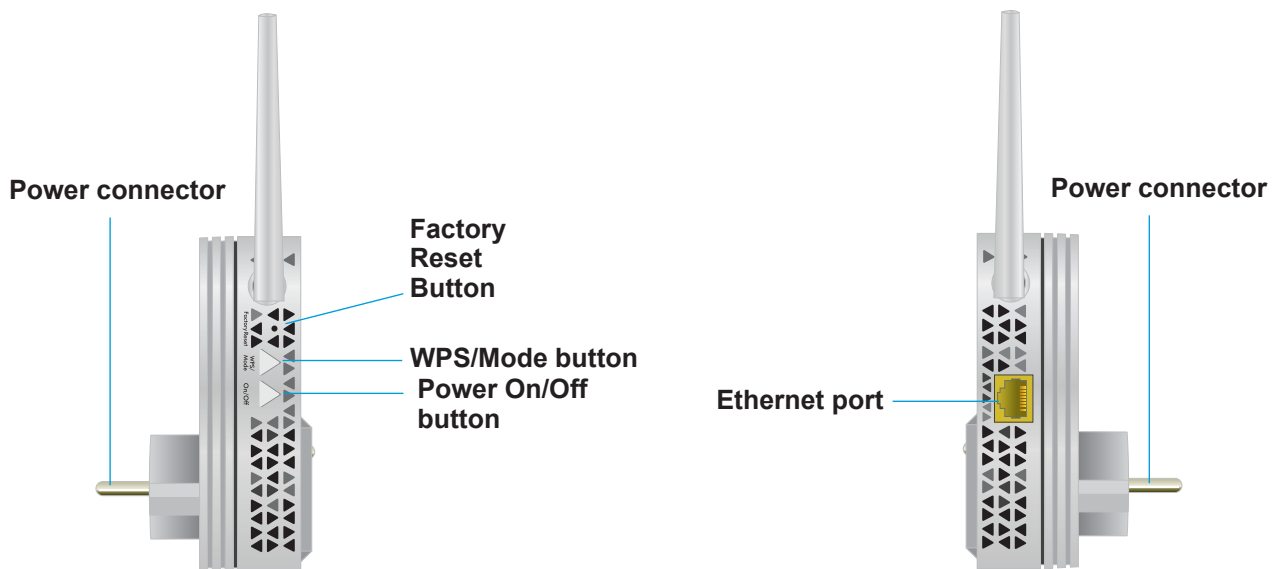 Power connector
Factory
Reset
Button
Factory Reset
WPS/
Mode
On/Off
WPS/Mode button
Power On/Off
button
Power connector
Ethernet port